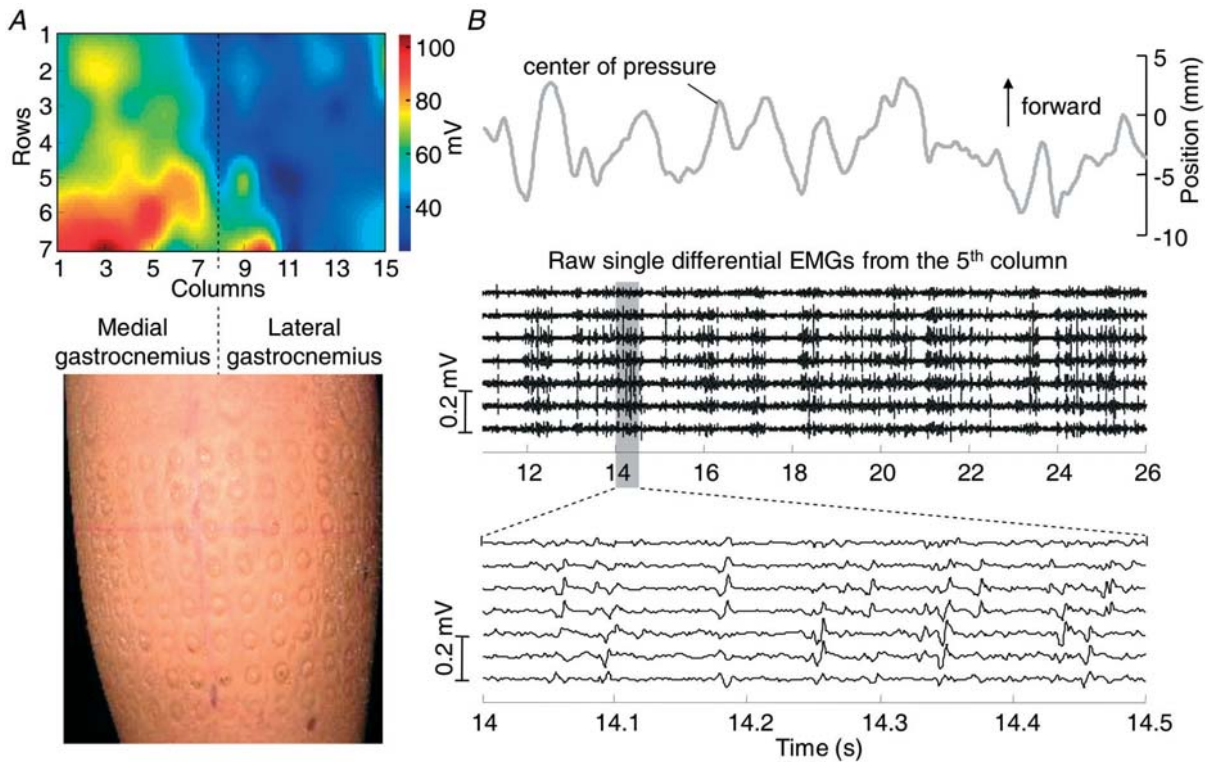 A
Rows
1
2
3
4
5
6
7
1 3 5 7 9 11 13 15
Columns
100
80
60
40
mV
Medial gastrocnemius
Lateral gastrocnemius
B
center of pressure
forward
5
0
-5
-10
Position (mm)
Raw single differential EMGs from the 5th column
0.2 mV
12 14 16 18 20 22 24 26
0.2 mV
14 14.1 14.2 14.3 14.4 14.5
Time (s)